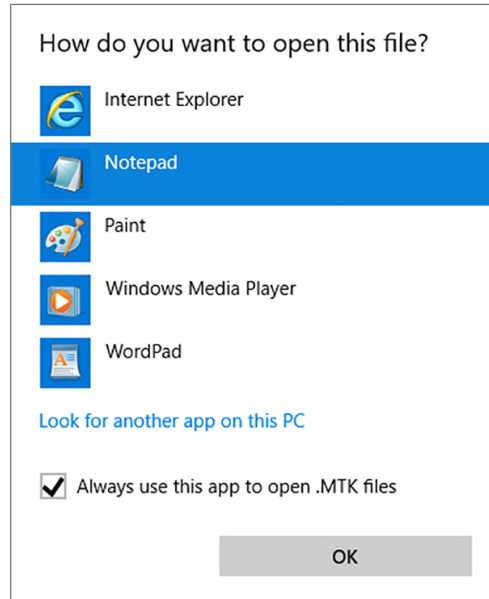 How do you want to open this file?
Internet Explorer
Notepad
Paint
Windows Media Player
WordPad
Look for another app on this PC
Always use this app to open .MTK files
OK